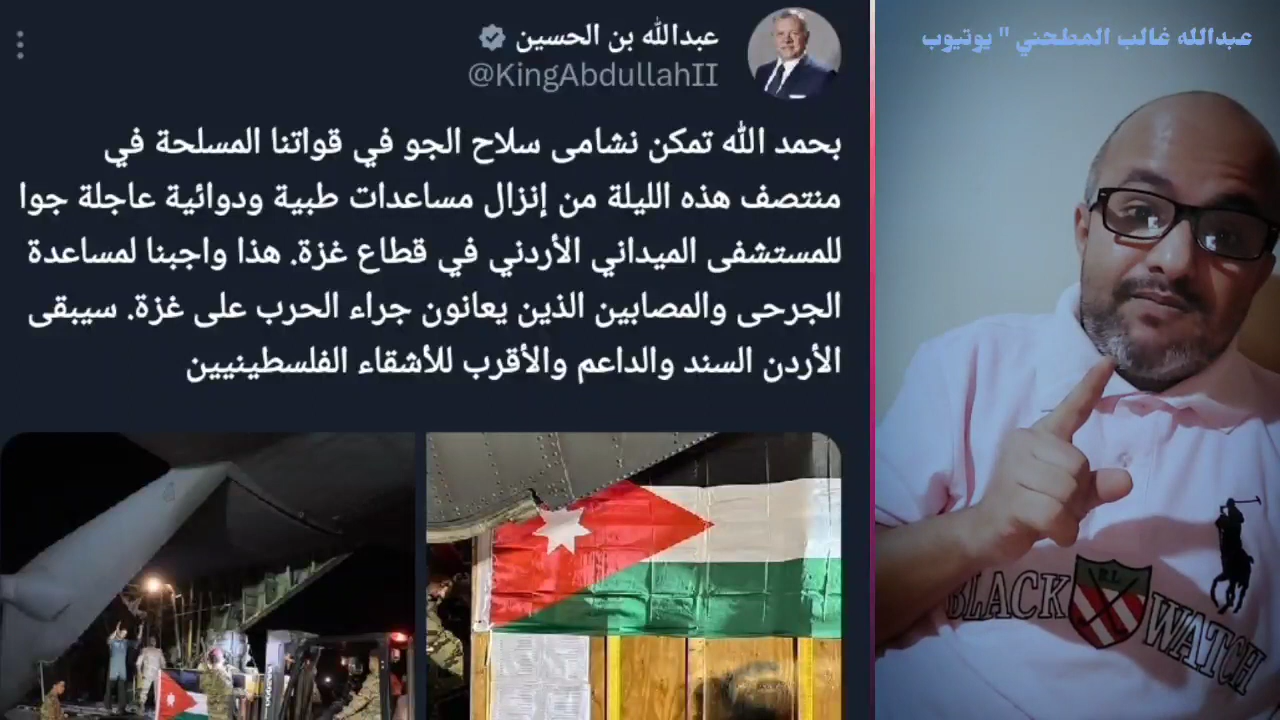 عبدالله بن الحسين
@KingAbdullahII
بحمد الله تمكن نشامى سلاح الجو في قواتنا المسلحة في
منتصف هذه الليلة من إنزال مساعدات طبية ودوائية عاجلة جوا
للمستشفى الميداني الأردني في قطاع غزة. هذا واجبنا لمساعدة
الجرحى والمصابين الذين يعانون جراء الحرب على غزة. سيبقى
الأردن السند والداعم والأقرب للأشقاء الفلسطينيين
عبدالله غالب المطحني " يوتيوب
R.L
BLACK WATCH